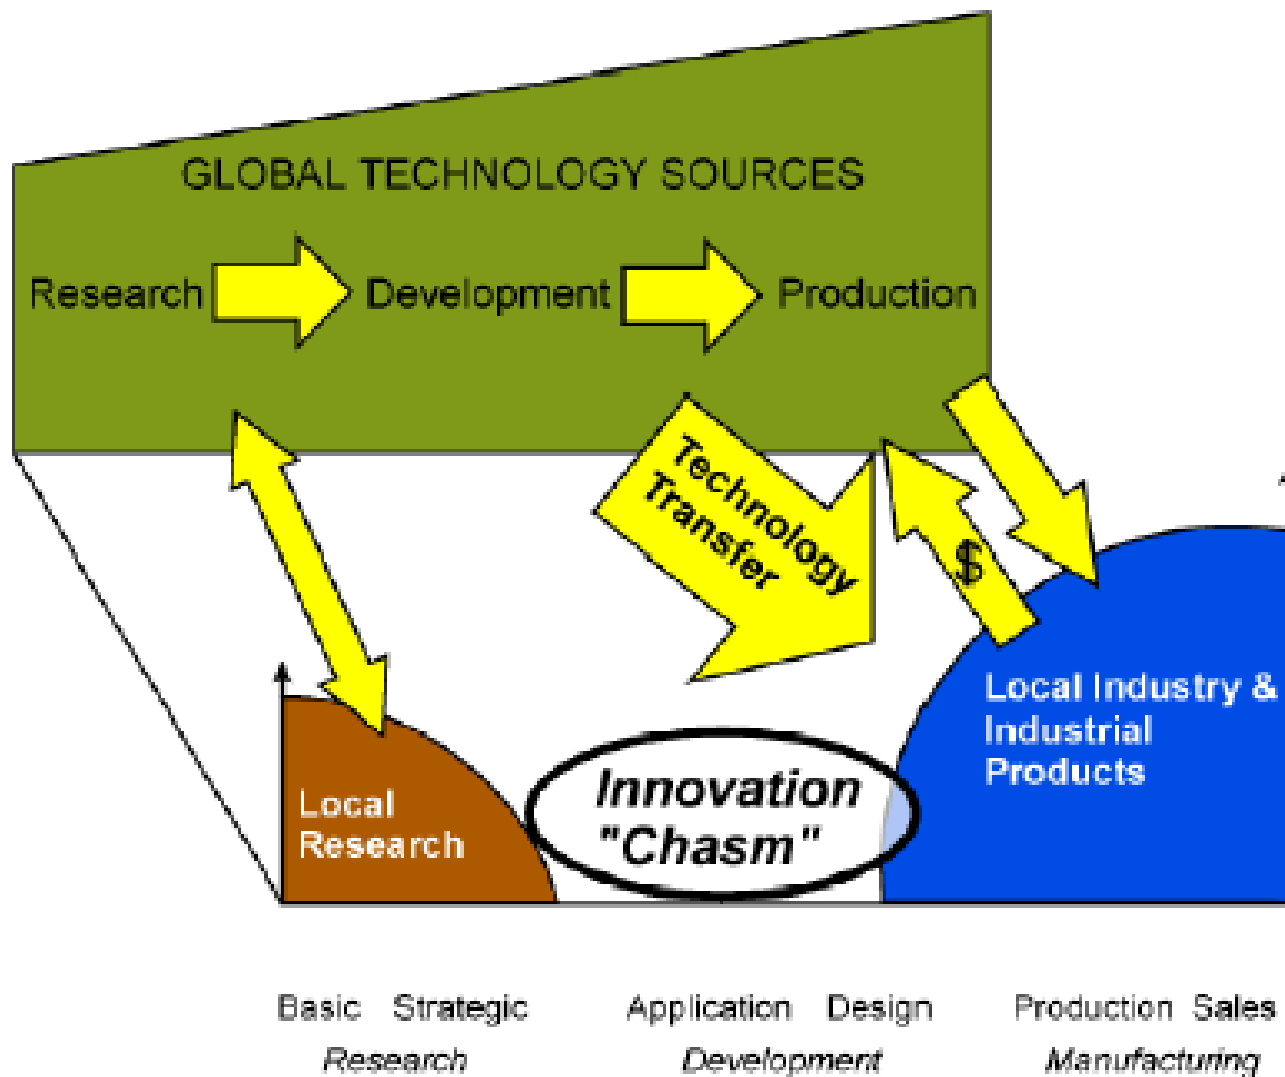 GLOBAL TECHNOLOGY SOURCES
Research Development Production
Technology
Transfer
$
Local Industry &
Industrial
Products
Innovation
"Chasm"
Local
Research
Basic Strategic Application Design Production Sales
Research Development Manufacturing